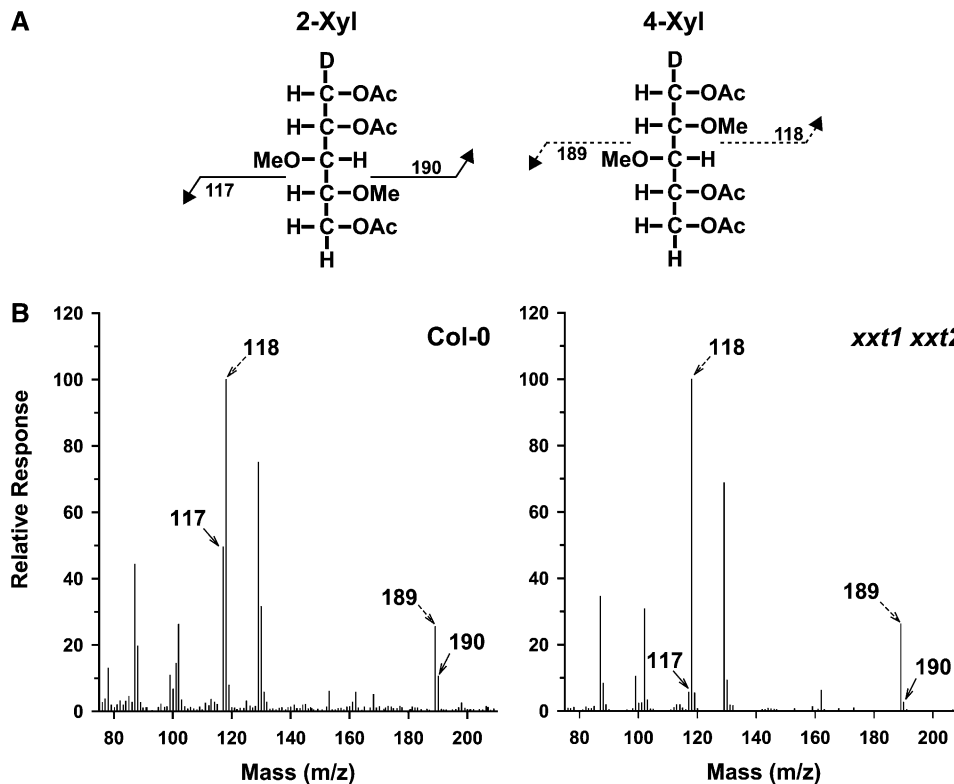 A
2-Xyl
D
H–C–OAc
H–C–OAc
MeO–C–H
H–C–OMe
H–C–OAc
H
117
190
4-Xyl
D
H–C–OAc
H–C–OMe
MeO–C–H
H–C–OAc
H–C–OAc
H
189
118
B
Relative Response
120
100
80
60
40
20
0
Col-0
118
117
189
190
80 100 120 140 160 180 200
Mass (m/z)
120
100
80
60
40
20
0
xxt1 xxt2
118
117
189
190
80 100 120 140 160 180 200
Mass (m/z)